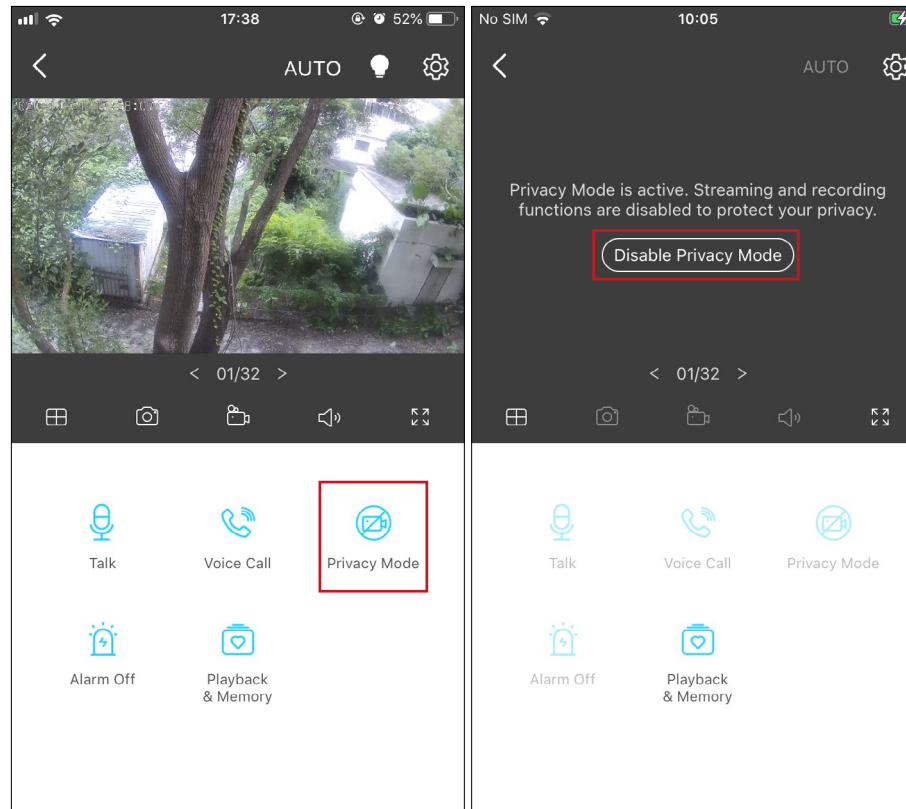 17:38
52%
AUTO
01/32
Talk
Voice Call
Privacy Mode
Alarm Off
Playback
& Memory
No SIM
10:05
AUTO
Privacy Mode is active. Streaming and recording
functions are disabled to protect your privacy.
Disable Privacy Mode
01/32
Talk
Voice Call
Privacy Mode
Alarm Off
Playback
& Memory